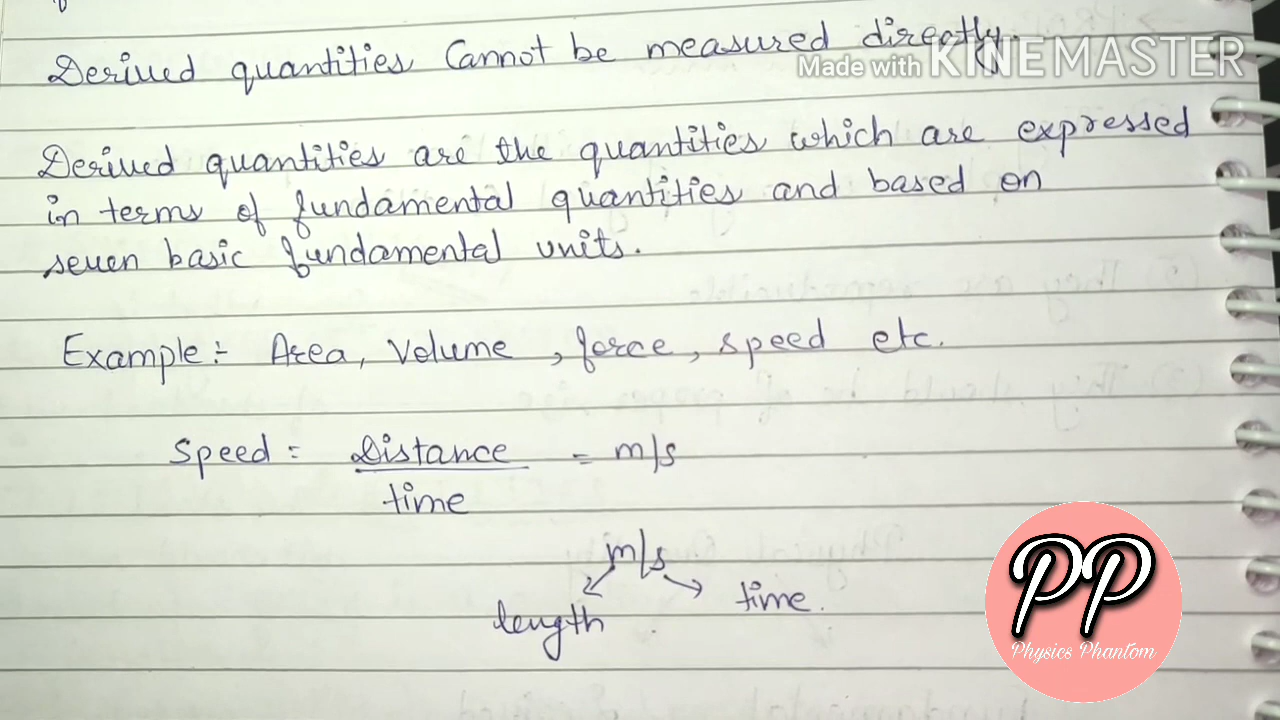 Derived quantities Cannot be measured directly.
Made with KINEMASTER
Derived quantities are the quantities which are expressed
in terms of fundamental quantities and based on
seven basic fundamental units.
Example:- Area, Volume, force, speed etc.
Speed = Distance / time = m/s
m/s
length time.
PP
Physics Phantom